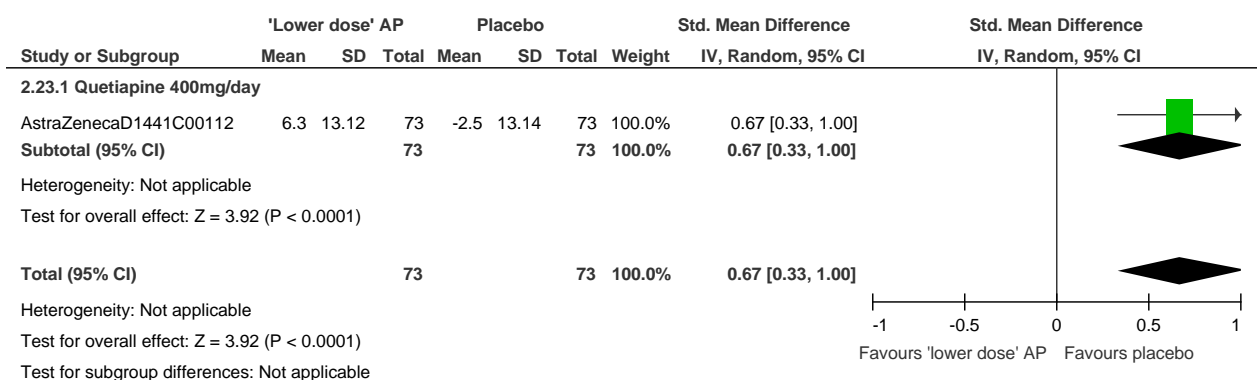 'Lower dose' AP Placebo Std. Mean Difference Std. Mean Difference
Study or Subgroup Mean SD Total Mean SD Total Weight IV, Random, 95% CI IV, Random, 95% CI
2.23.1 Quetiapine 400mg/day
AstraZenecaD1441C00112 6.3 13.12 73 -2.5 13.14 73 100.0% 0.67 [0.33, 1.00]
Subtotal (95% CI) 73 73 100.0% 0.67 [0.33, 1.00]
Heterogeneity: Not applicable
Test for overall effect: Z = 3.92 (P < 0.0001)
Total (95% CI) 73 73 100.0% 0.67 [0.33, 1.00]
Heterogeneity: Not applicable
Test for overall effect: Z = 3.92 (P < 0.0001)
Test for subgroup differences: Not applicable
-1 -0.5 0 0.5 1
Favours 'lower dose' AP Favours placebo